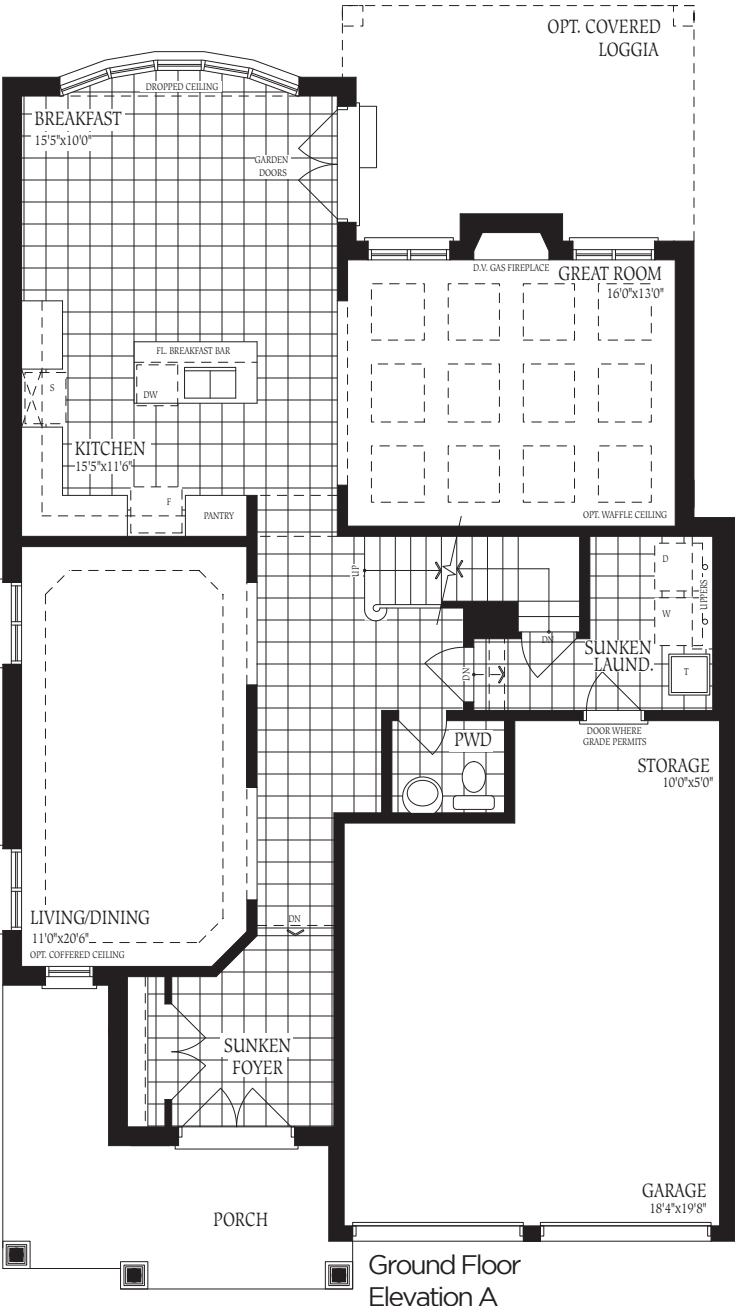 OPT. COVERED
LOGGIA
DROPPED CEILING
BREAKFAST
15'5"x10'0"
GARDEN
DOORS
D.V. GAS FIREPLACE
GREAT ROOM
16'0"x13'0"
FL. BREAKFAST BAR
S
DW
KITCHEN
15'5"x11'6"
F
PANTRY
OPT. WAFFLE CEILING
UP
D
W
UPPERS
DN
SUNKEN
LAUND.
T
DN
PWD
DOOR WHERE
GRADE PERMITS
STORAGE
10'0"x5'0"
LIVING/DINING
11'0"x20'6"
OPT. COFFERED CEILING
DN
SUNKEN
FOYER
GARAGE
18'4"x19'8"
PORCH
Ground Floor
Elevation A